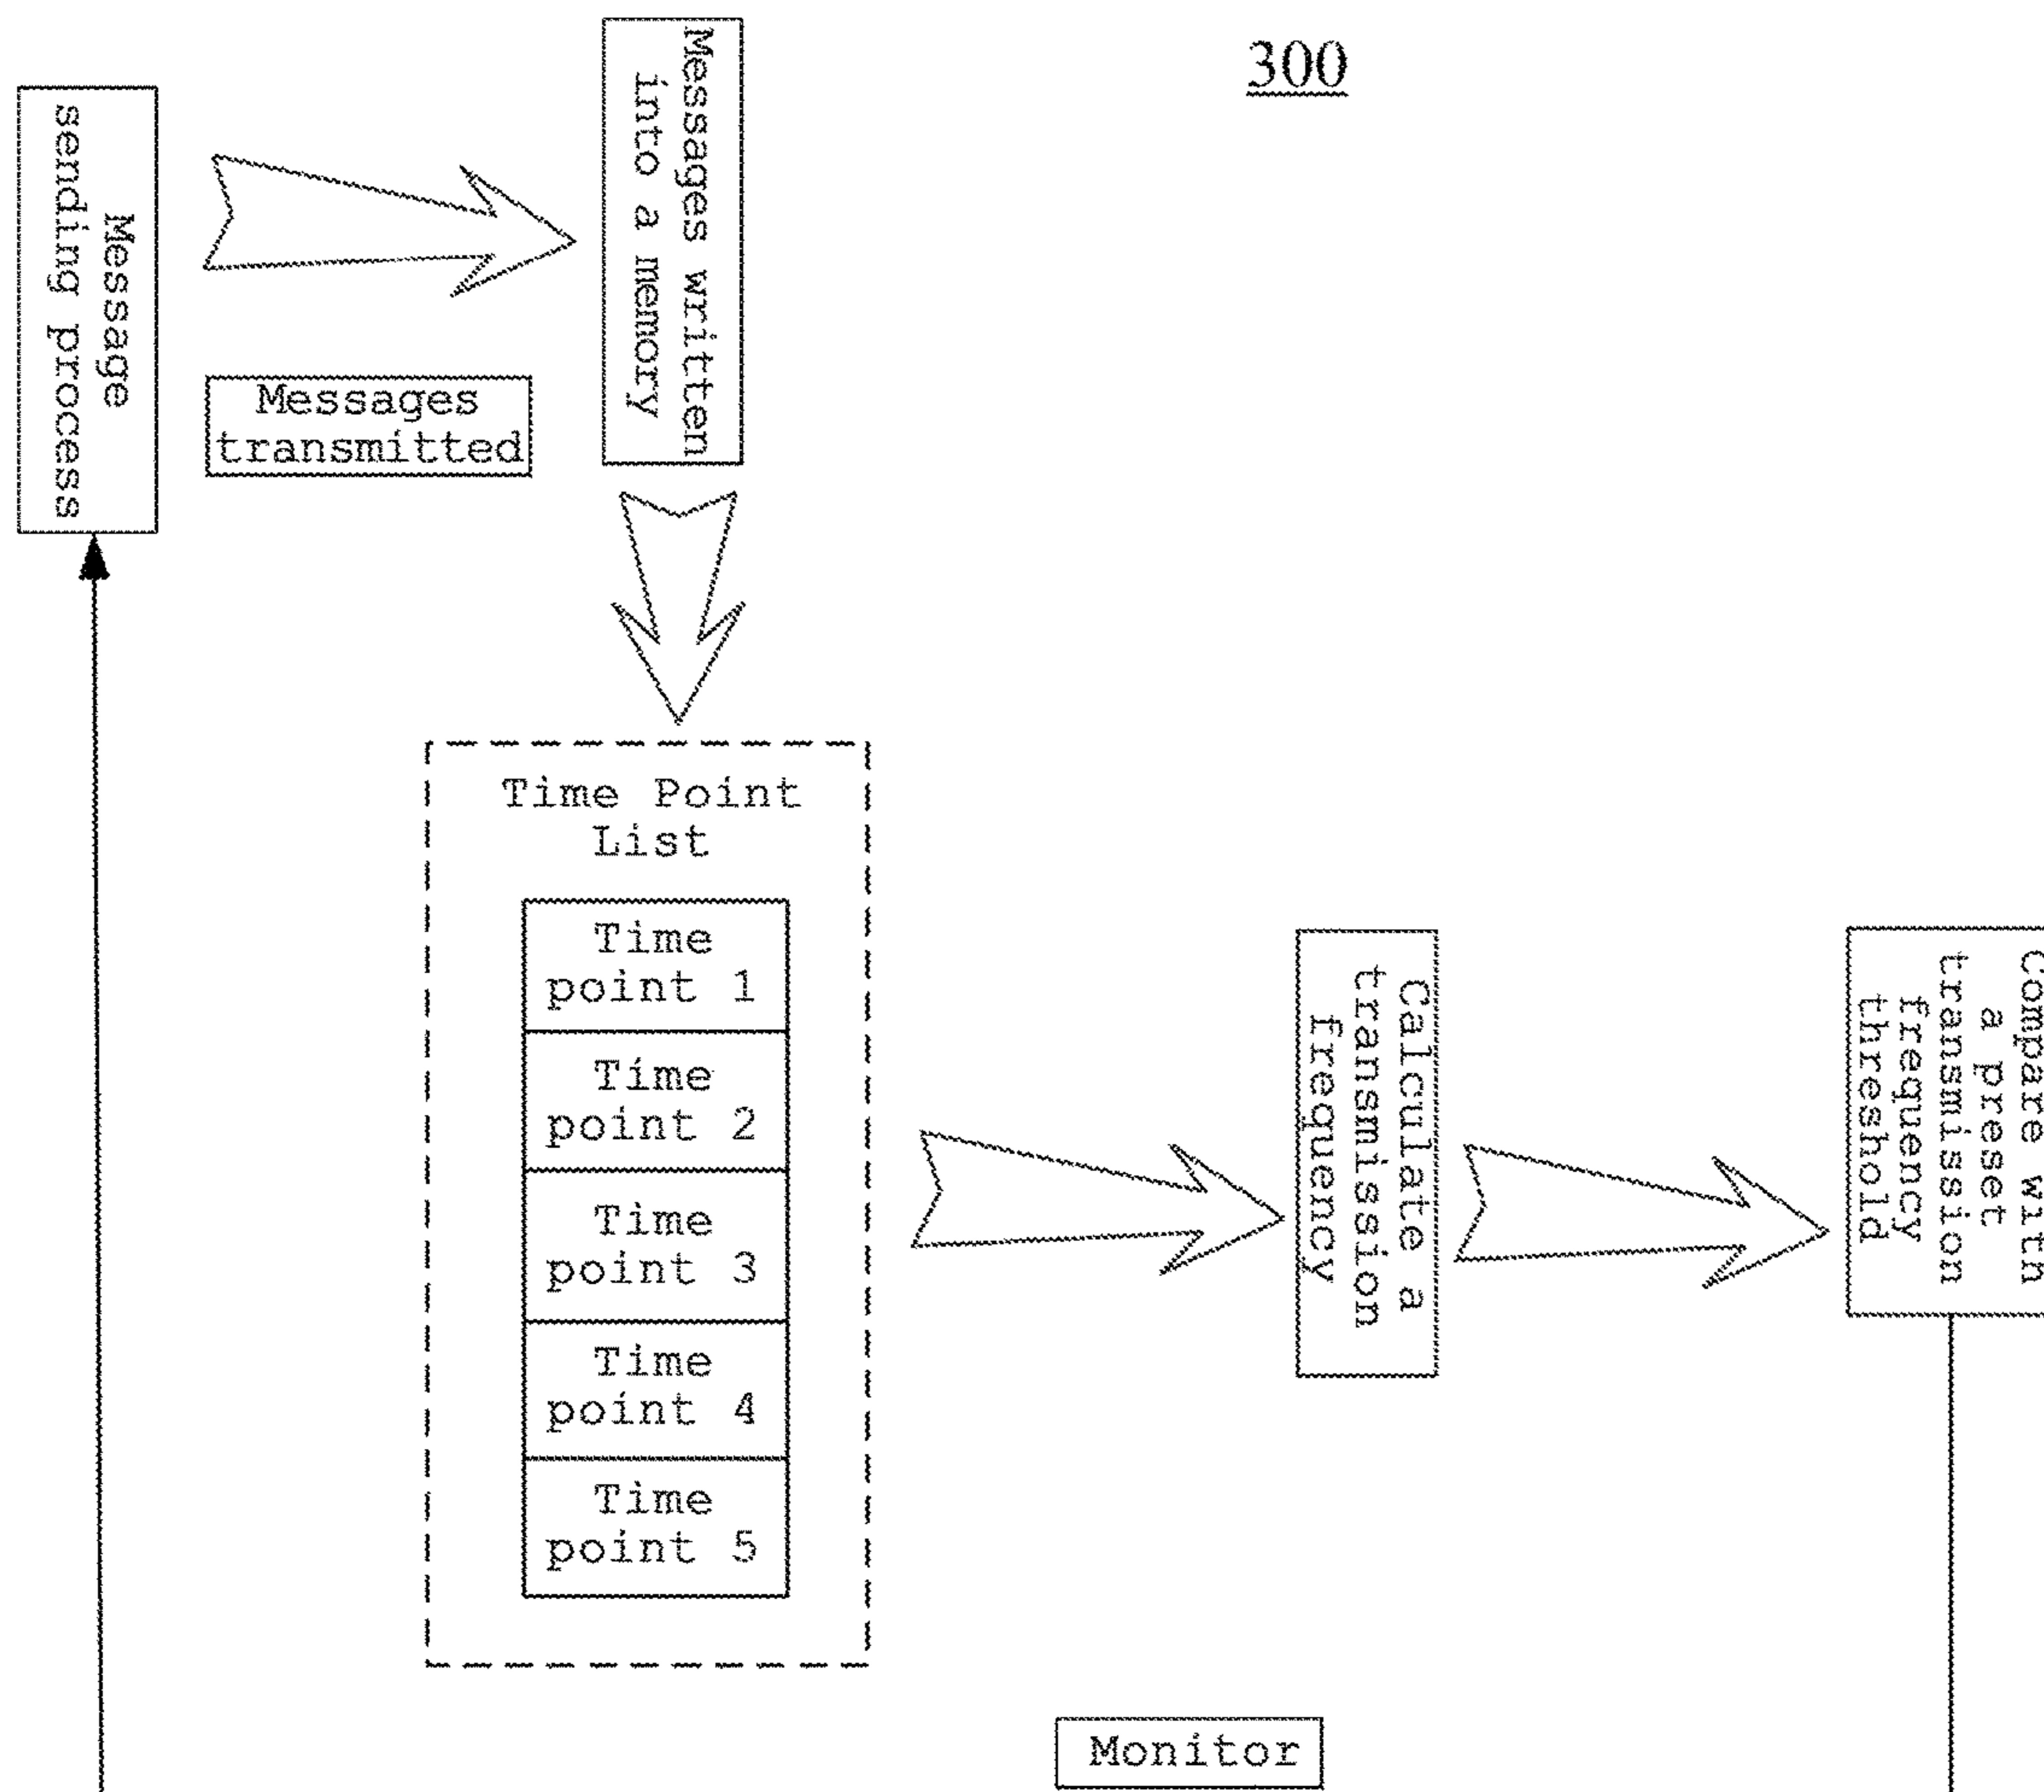 300
Message
sending process
Messages
transmitted
Messages written
into a memory
Time Point
List
Time
point 1
Time
point 2
Time
point 3
Time
point 4
Time
point 5
Calculate a
transmission
frequency
Compare with
a preset
transmission
frequency
threshold
Monitor